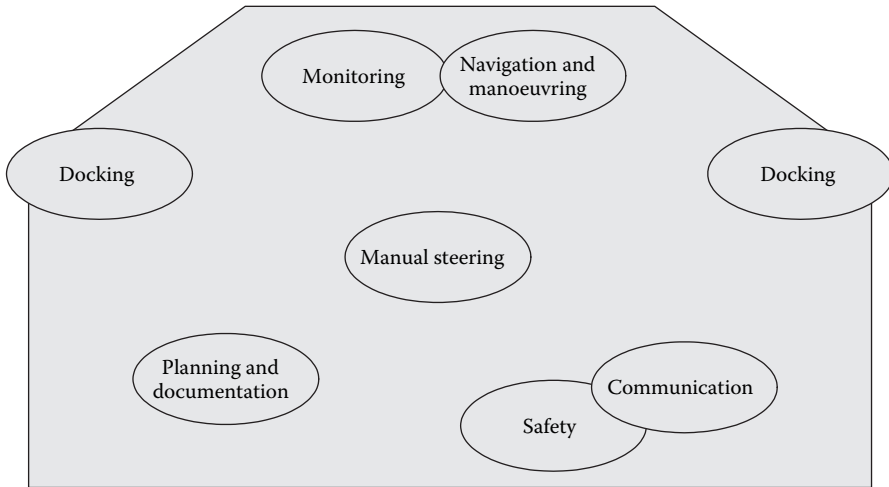 Monitoring
Navigation and
manoeuvring
Docking
Docking
Manual steering
Planning and
documentation
Communication
Safety